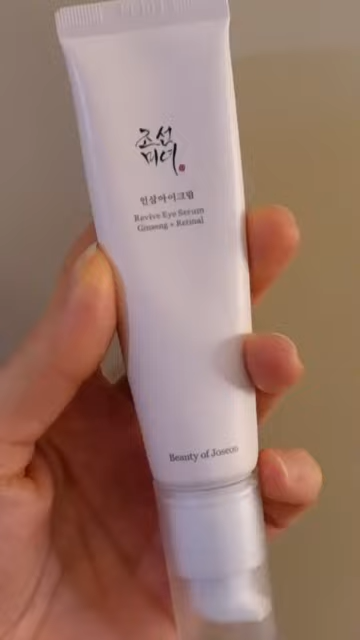 조선
미녀
인삼아이크림
Revive Eye Serum
Ginseng + Retinal
Beauty of Joseon